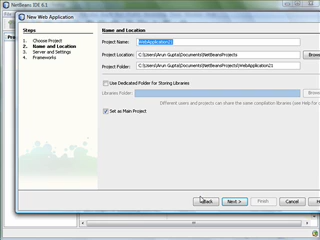 NetBeans IDE 6.1
New Web Application
Steps
1. Choose Project
2. Name and Location
3. Server and Settings
4. Frameworks
Name and Location
Project Name: WebApplication21
Project Location: C:\Users\Arun Gupta\Documents\NetBeansProjects
Project Folder: C:\Users\Arun Gupta\Documents\NetBeansProjects\WebApplication21
Use Dedicated Folder for Storing Libraries
Libraries Folder:
Different users and projects can share the same compilation libraries (see Help for
Set as Main Project
< Back
Next >
Finish
Cancel